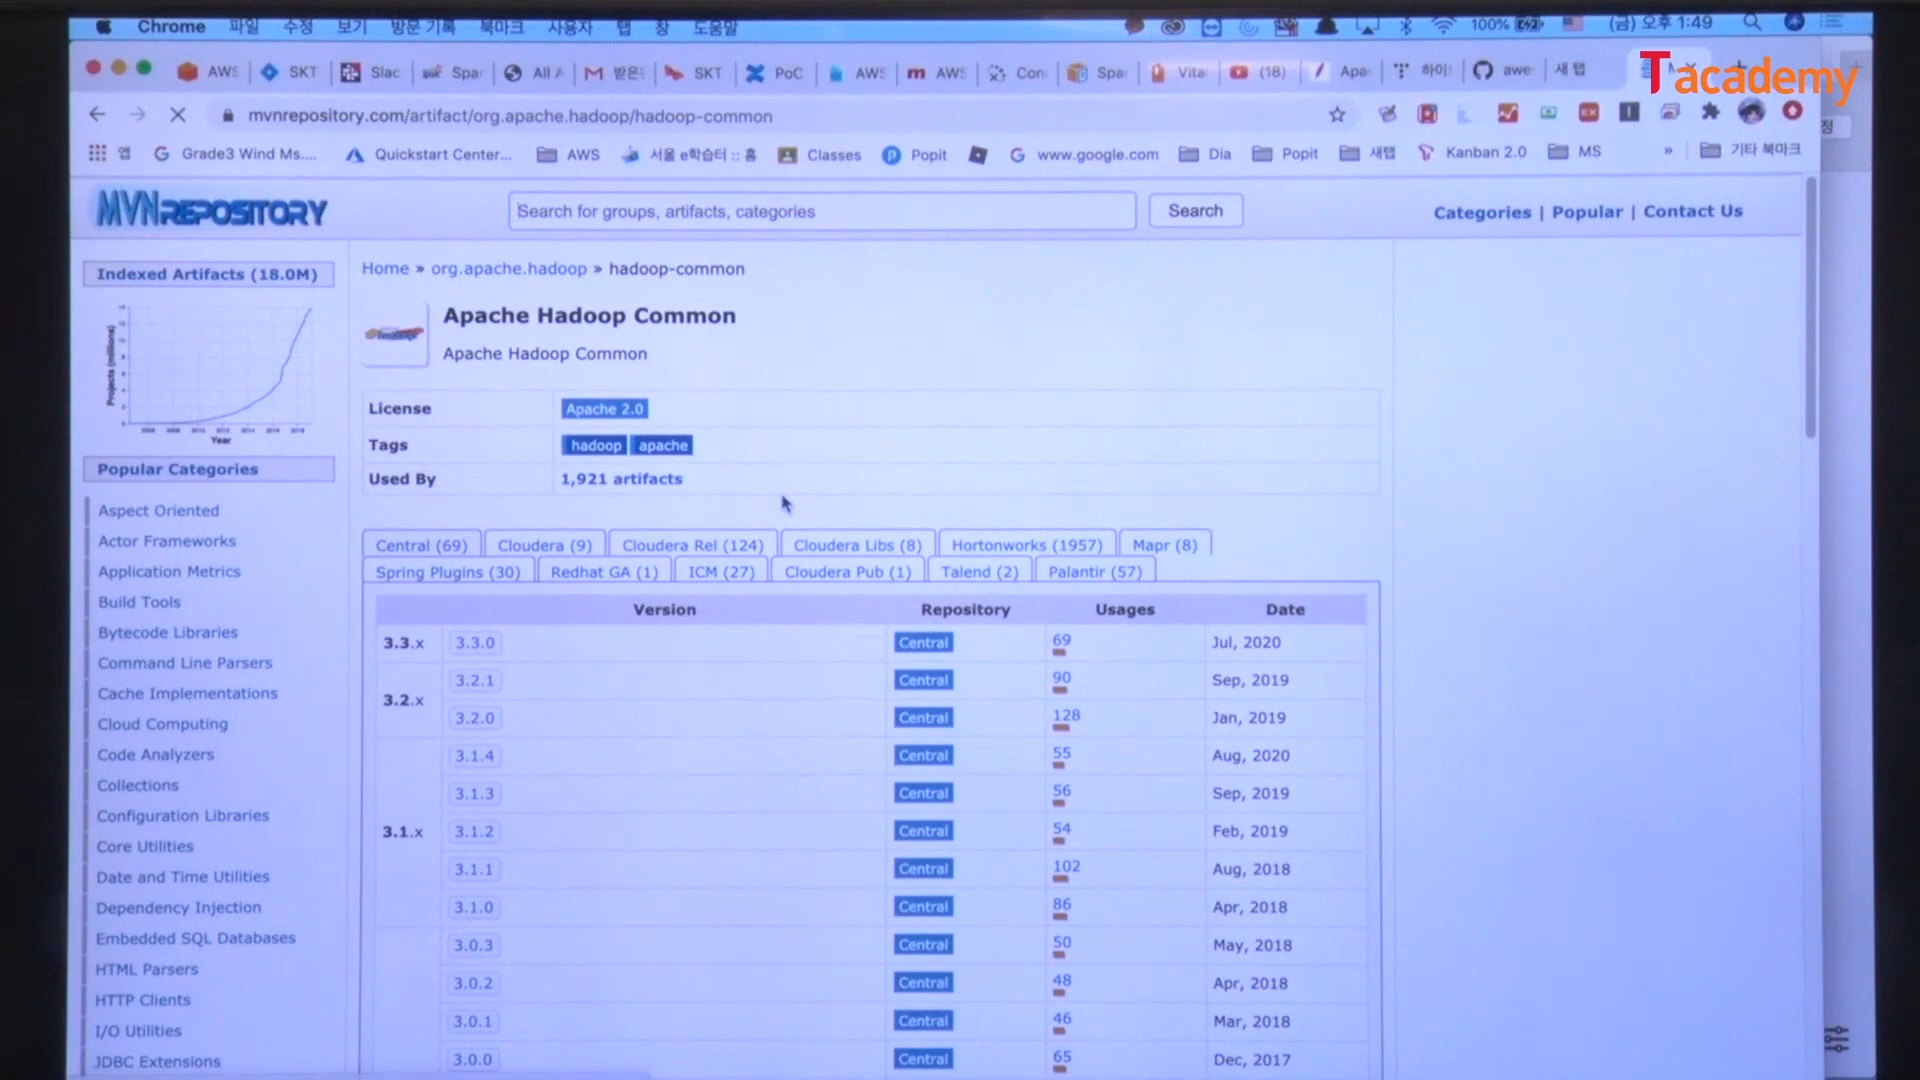 Chrome 파일 수정 보기 방문 기록 북마크 사용자 탭 창 도움말 100% (금) 오후 1:49
AWS SKT Slac Spa All A 받은 SKT PoC AWS AWS Con Spa Vita (18) Apa 하이 awe 새 탭
Tacademy
mvnrepository.com/artifact/org.apache.hadoop/hadoop-common
앱 Grade3 Wind Ms.... Quickstart Center... AWS 서울 e학습터 :: 홈 Classes Popit www.google.com Dia Popit 새탭 Kanban 2.0 MS » 기타 북마크
MVNREPOSITORY
Search for groups, artifacts, categories
Search
Categories | Popular | Contact Us
Indexed Artifacts (18.0M)
Projects (millions)
Year
Popular Categories
Aspect Oriented
Actor Frameworks
Application Metrics
Build Tools
Bytecode Libraries
Command Line Parsers
Cache Implementations
Cloud Computing
Code Analyzers
Collections
Configuration Libraries
Core Utilities
Date and Time Utilities
Dependency Injection
Embedded SQL Databases
HTML Parsers
HTTP Clients
I/O Utilities
JDBC Extensions
Home » org.apache.hadoop » hadoop-common
Apache Hadoop Common
Apache Hadoop Common
License Apache 2.0
Tags hadoop apache
Used By 1,921 artifacts
Central (69) Cloudera (9) Cloudera Rel (124) Cloudera Libs (8) Hortonworks (1957) Mapr (8)
Spring Plugins (30) Redhat GA (1) ICM (27) Cloudera Pub (1) Talend (2) Palantir (57)
Version Repository Usages Date
3.3.x 3.3.0 Central 69 Jul, 2020
3.2.x 3.2.1 Central 90 Sep, 2019
3.2.0 Central 128 Jan, 2019
3.1.x 3.1.4 Central 55 Aug, 2020
3.1.3 Central 56 Sep, 2019
3.1.2 Central 54 Feb, 2019
3.1.1 Central 102 Aug, 2018
3.1.0 Central 86 Apr, 2018
3.0.3 Central 50 May, 2018
3.0.2 Central 48 Apr, 2018
3.0.1 Central 46 Mar, 2018
3.0.0 Central 65 Dec, 2017